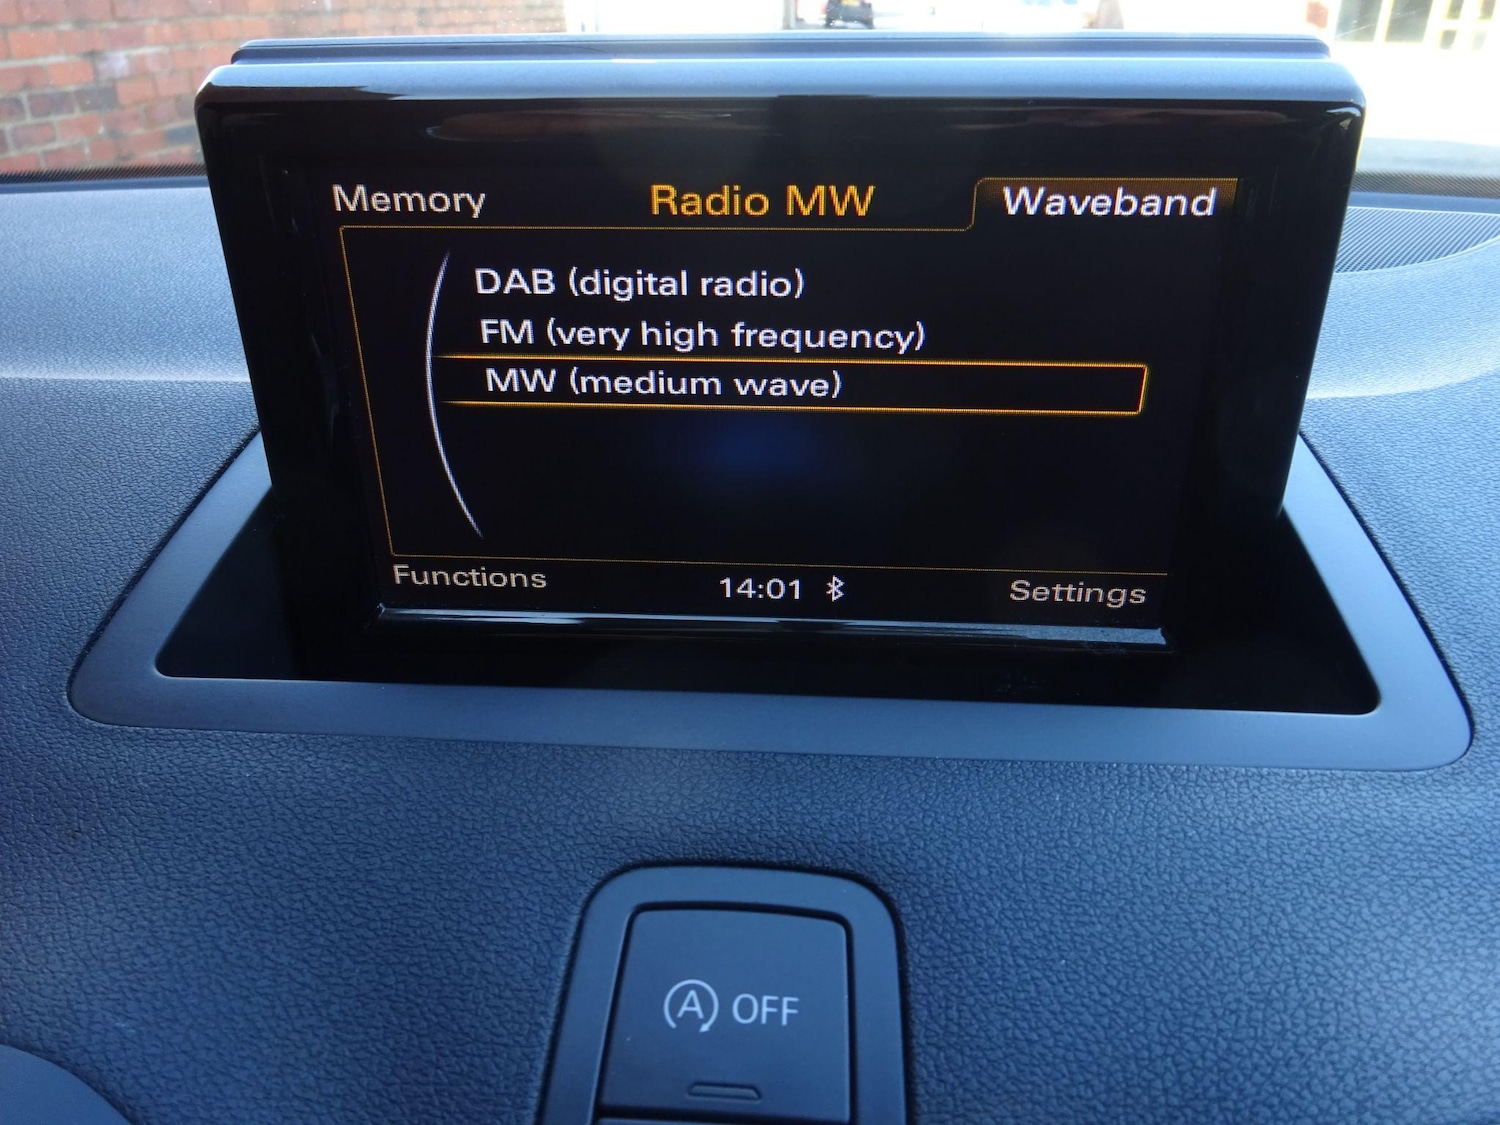 Memory Radio MW Waveband
DAB (digital radio)
FM (very high frequency)
MW (medium wave)
Functions 14:01 Settings
A OFF